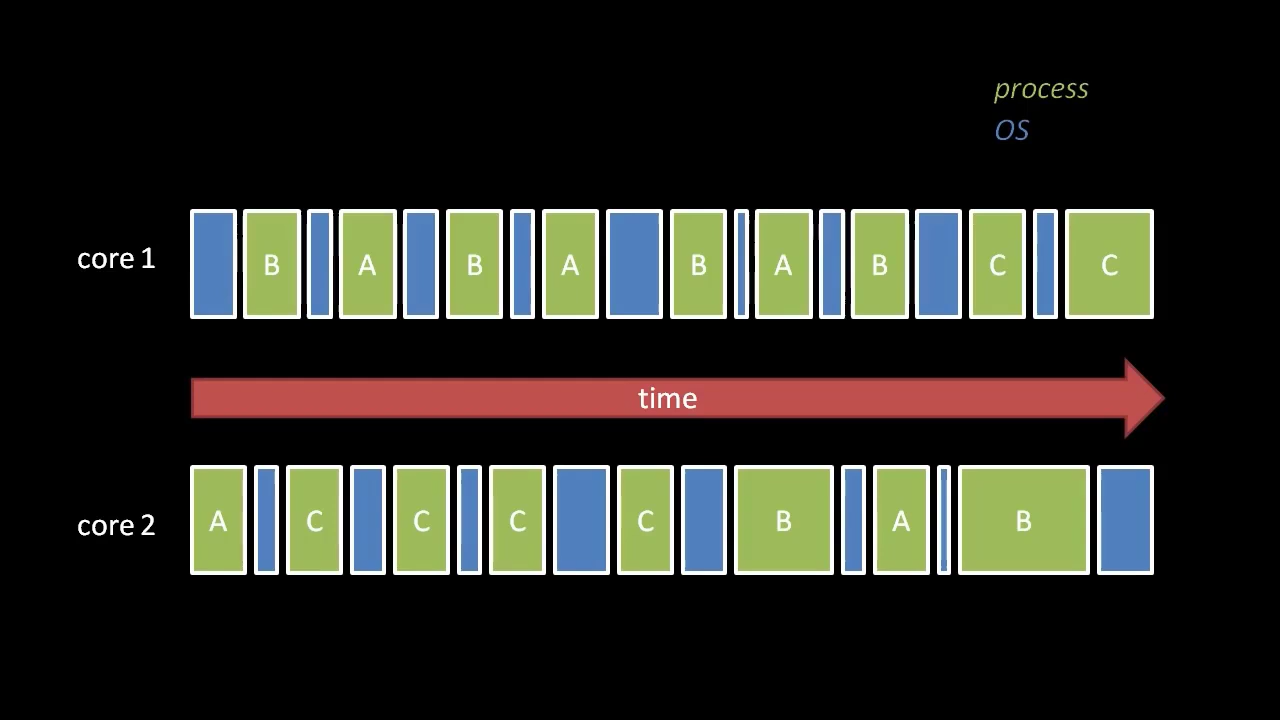 process
OS
core 1
B A B A B A B C C
time
core 2
A C C C C B A B